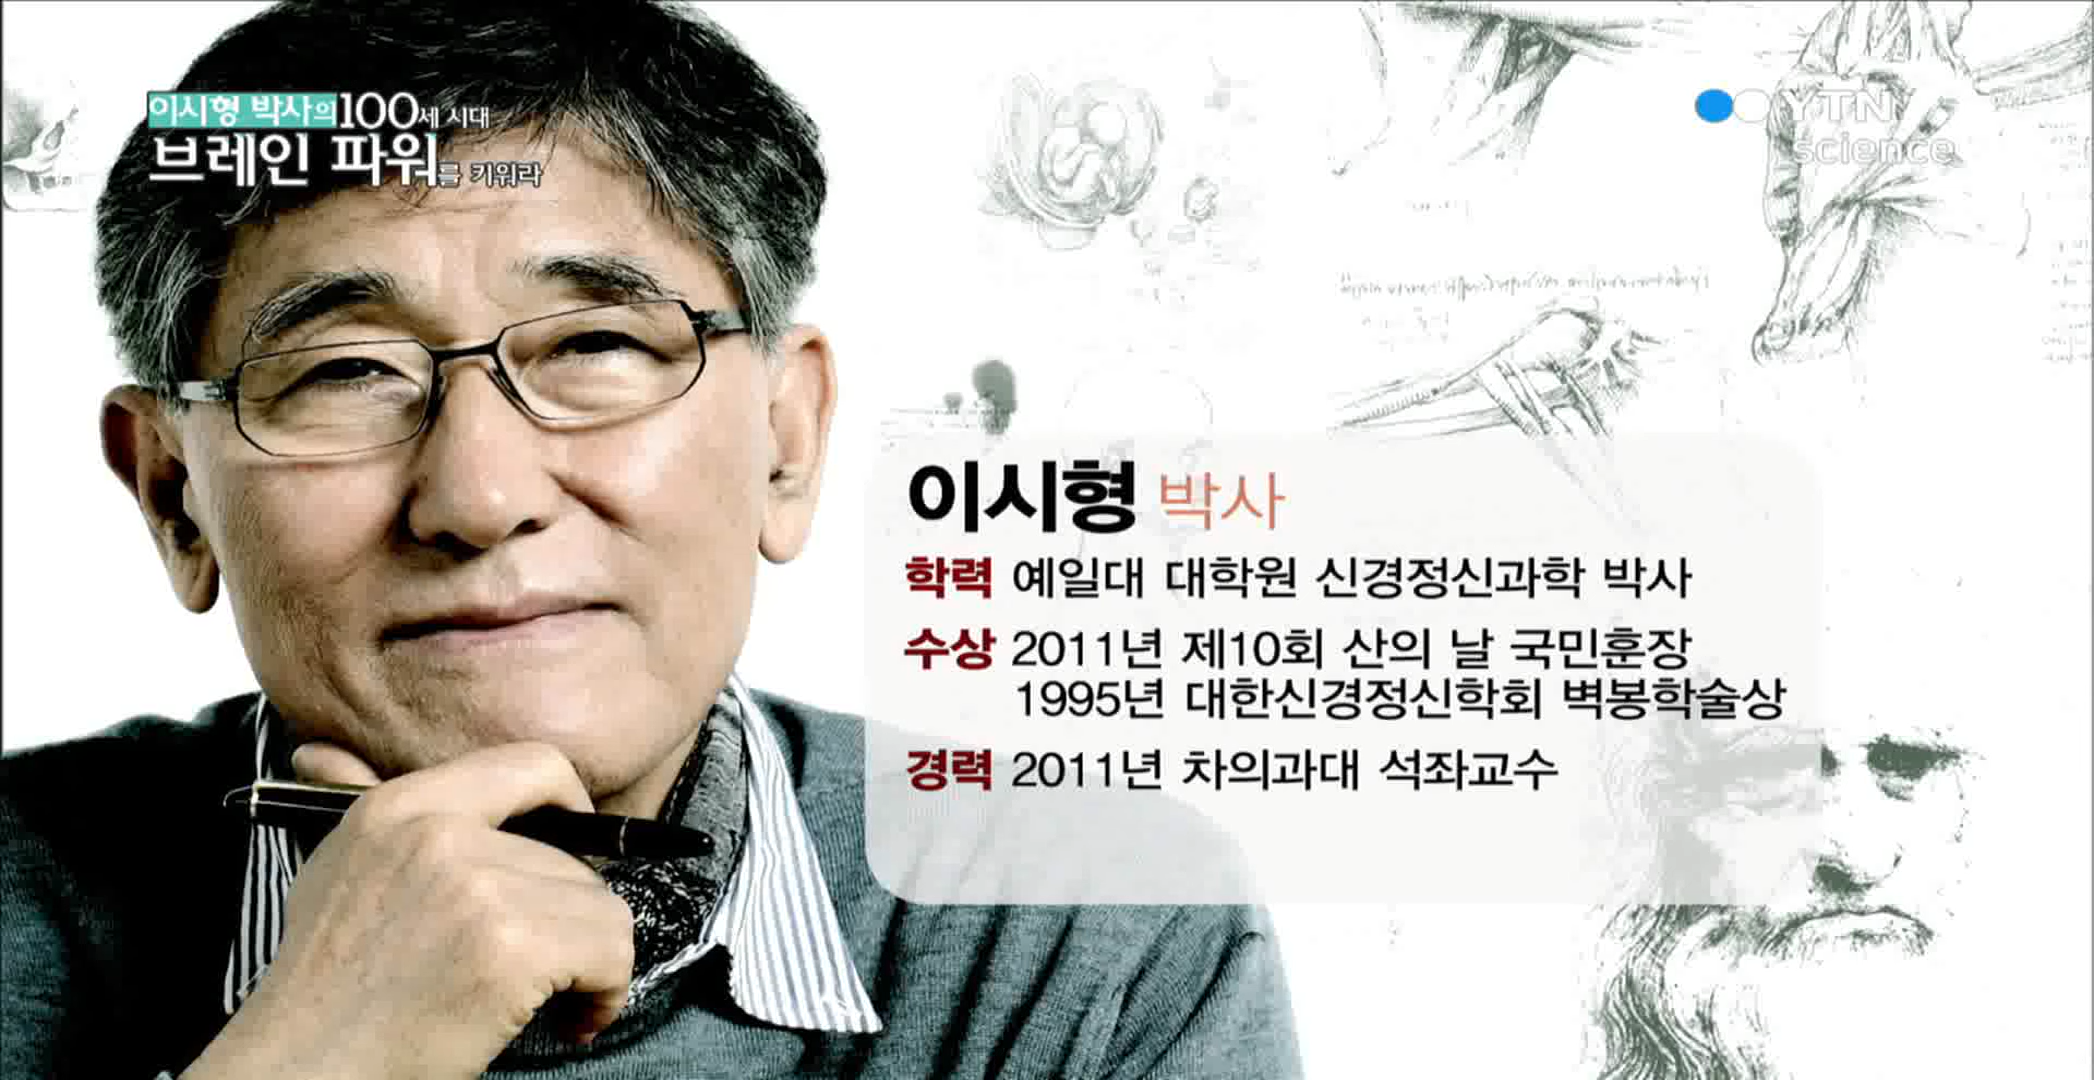 이시형 박사의 100세 시대
브레인 파워를 키워라
YTN
science
이시형 박사
학력 예일대 대학원 신경정신과학 박사
수상 2011년 제10회 산의 날 국민훈장
1995년 대한신경정신학회 벽봉학술상
경력 2011년 차의과대 석좌교수